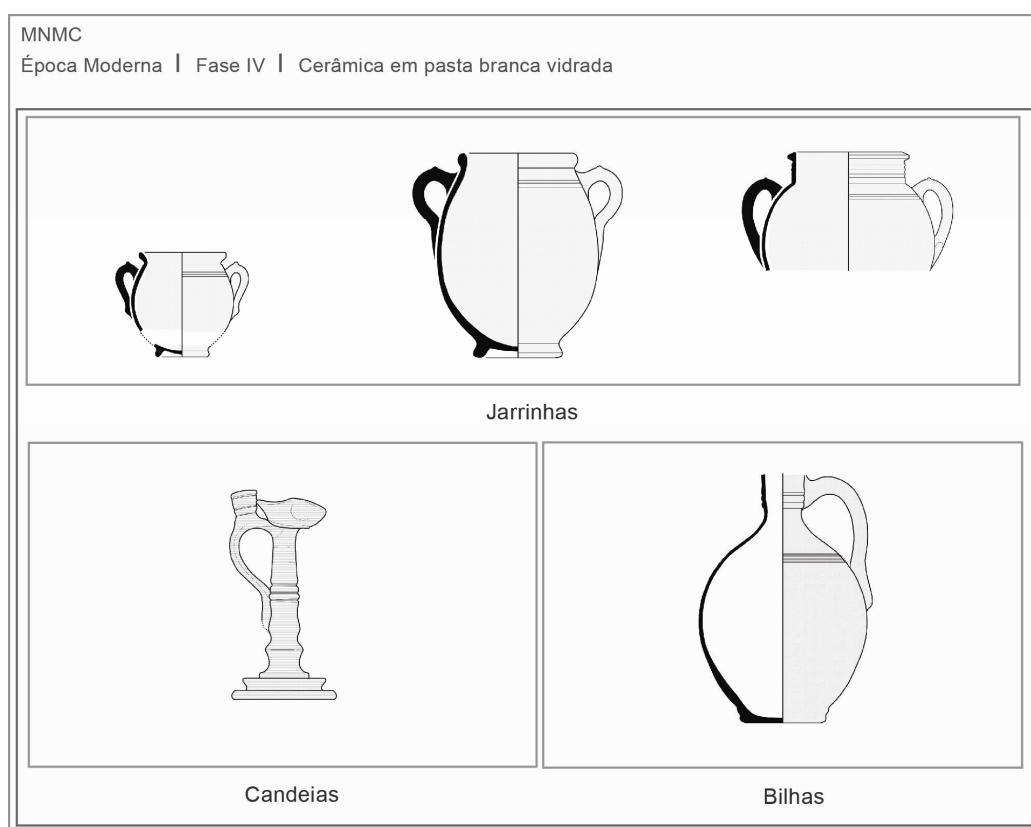 MNMC
Época Moderna | Fase IV | Cerâmica em pasta branca vidrada
Jarrinhas
Candeias
Bilhas